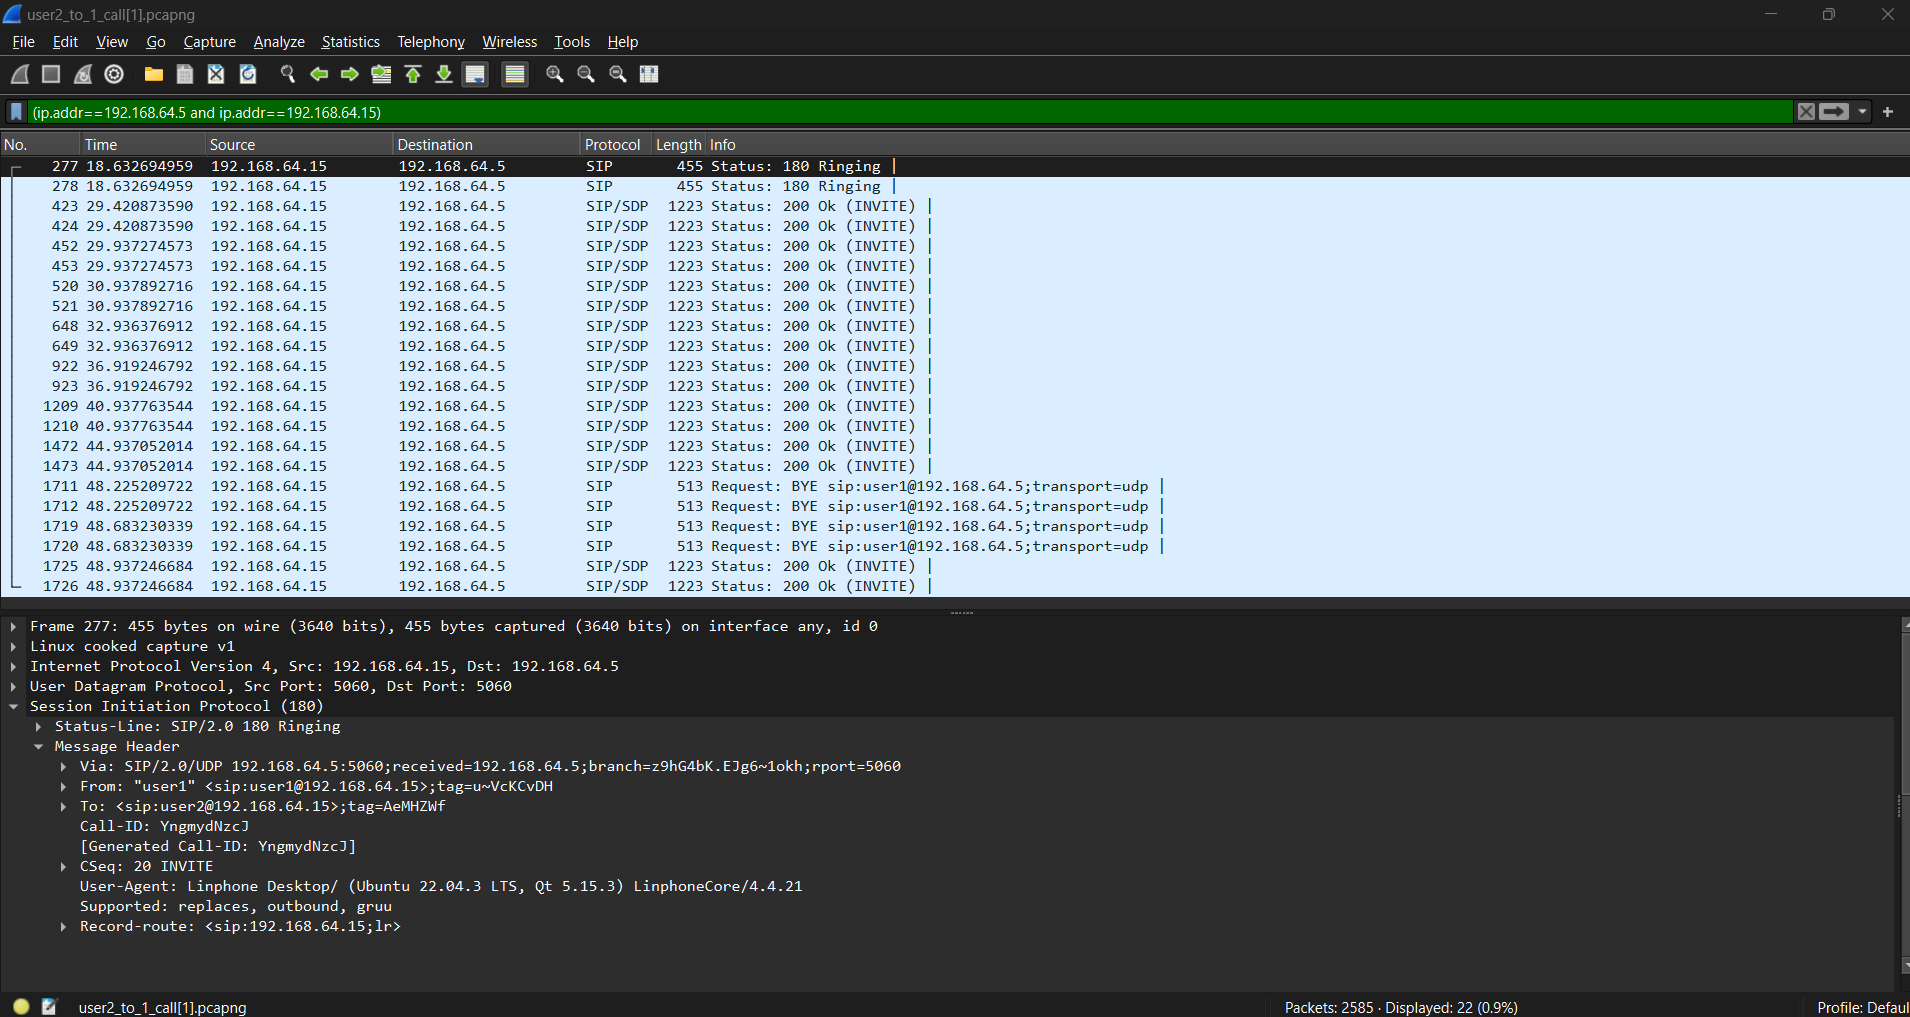 user2_to_1_call[1].pcapng
File Edit View Go Capture Analyze Statistics Telephony Wireless Tools Help
(ip.addr==192.168.64.5 and ip.addr==192.168.64.15)
No. Time Source Destination Protocol Length Info
277 18.632694959 192.168.64.15 192.168.64.5 SIP 455 Status: 180 Ringing |
278 18.632694959 192.168.64.15 192.168.64.5 SIP 455 Status: 180 Ringing |
423 29.420873590 192.168.64.15 192.168.64.5 SIP/SDP 1223 Status: 200 Ok (INVITE) |
424 29.420873590 192.168.64.15 192.168.64.5 SIP/SDP 1223 Status: 200 Ok (INVITE) |
452 29.937274573 192.168.64.15 192.168.64.5 SIP/SDP 1223 Status: 200 Ok (INVITE) |
453 29.937274573 192.168.64.15 192.168.64.5 SIP/SDP 1223 Status: 200 Ok (INVITE) |
520 30.937892716 192.168.64.15 192.168.64.5 SIP/SDP 1223 Status: 200 Ok (INVITE) |
521 30.937892716 192.168.64.15 192.168.64.5 SIP/SDP 1223 Status: 200 Ok (INVITE) |
648 32.936376912 192.168.64.15 192.168.64.5 SIP/SDP 1223 Status: 200 Ok (INVITE) |
649 32.936376912 192.168.64.15 192.168.64.5 SIP/SDP 1223 Status: 200 Ok (INVITE) |
922 36.919246792 192.168.64.15 192.168.64.5 SIP/SDP 1223 Status: 200 Ok (INVITE) |
923 36.919246792 192.168.64.15 192.168.64.5 SIP/SDP 1223 Status: 200 Ok (INVITE) |
1209 40.937763544 192.168.64.15 192.168.64.5 SIP/SDP 1223 Status: 200 Ok (INVITE) |
1210 40.937763544 192.168.64.15 192.168.64.5 SIP/SDP 1223 Status: 200 Ok (INVITE) |
1472 44.937052014 192.168.64.15 192.168.64.5 SIP/SDP 1223 Status: 200 Ok (INVITE) |
1473 44.937052014 192.168.64.15 192.168.64.5 SIP/SDP 1223 Status: 200 Ok (INVITE) |
1711 48.225209722 192.168.64.15 192.168.64.5 SIP 513 Request: BYE sip:user1@192.168.64.5;transport=udp |
1712 48.225209722 192.168.64.15 192.168.64.5 SIP 513 Request: BYE sip:user1@192.168.64.5;transport=udp |
1719 48.683230339 192.168.64.15 192.168.64.5 SIP 513 Request: BYE sip:user1@192.168.64.5;transport=udp |
1720 48.683230339 192.168.64.15 192.168.64.5 SIP 513 Request: BYE sip:user1@192.168.64.5;transport=udp |
1725 48.937246684 192.168.64.15 192.168.64.5 SIP/SDP 1223 Status: 200 Ok (INVITE) |
1726 48.937246684 192.168.64.15 192.168.64.5 SIP/SDP 1223 Status: 200 Ok (INVITE) |
Frame 277: 455 bytes on wire (3640 bits), 455 bytes captured (3640 bits) on interface any, id 0
Linux cooked capture v1
Internet Protocol Version 4, Src: 192.168.64.15, Dst: 192.168.64.5
User Datagram Protocol, Src Port: 5060, Dst Port: 5060
Session Initiation Protocol (180)
Status-Line: SIP/2.0 180 Ringing
Message Header
Via: SIP/2.0/UDP 192.168.64.5:5060;received=192.168.64.5;branch=z9hG4bK.EJg6~1okh;rport=5060
From: "user1" <sip:user1@192.168.64.15>;tag=u~VcKCvDH
To: <sip:user2@192.168.64.15>;tag=AeMHZWf
Call-ID: YngmydNzcJ
[Generated Call-ID: YngmydNzcJ]
CSeq: 20 INVITE
User-Agent: Linphone Desktop/ (Ubuntu 22.04.3 LTS, Qt 5.15.3) LinphoneCore/4.4.21
Supported: replaces, outbound, gruu
Record-route: <sip:192.168.64.15;lr>
user2_to_1_call[1].pcapng Packets: 2585 · Displayed: 22 (0.9%) Profile: Defaul